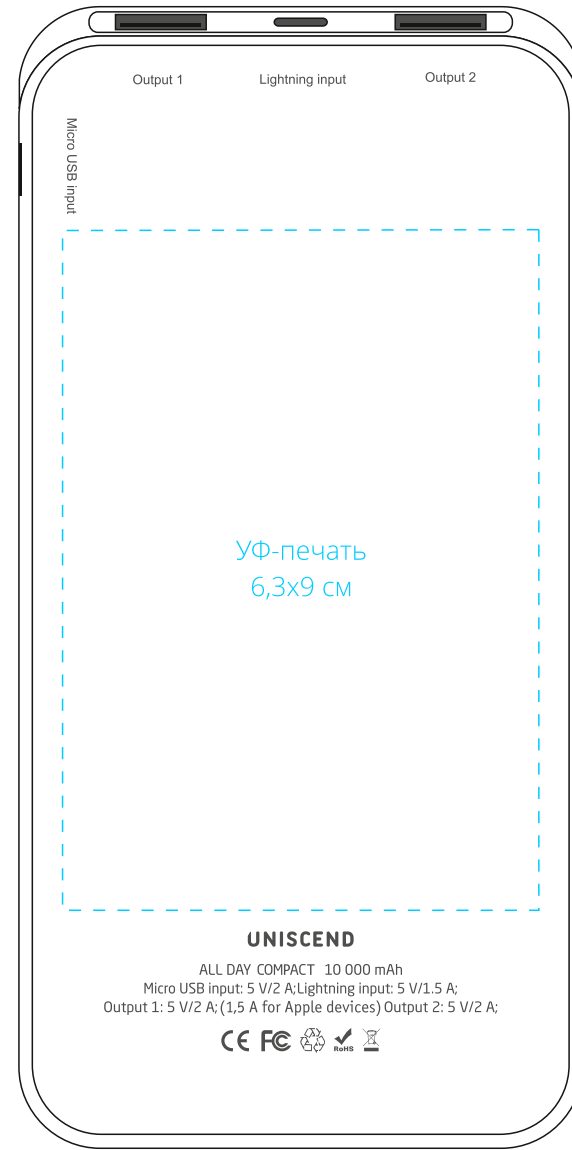 Output 1
Lightning input
Output 2
Micro USB input
УФ-печать
6,3x9 см
UNISCEND
ALL DAY COMPACT 10 000 mAh
Micro USB input: 5 V/2 A;Lightning input: 5 V/1.5 A;
Output 1: 5 V/2 A; (1,5 A for Apple devices) Output 2: 5 V/2 A;
CE FC RoHS